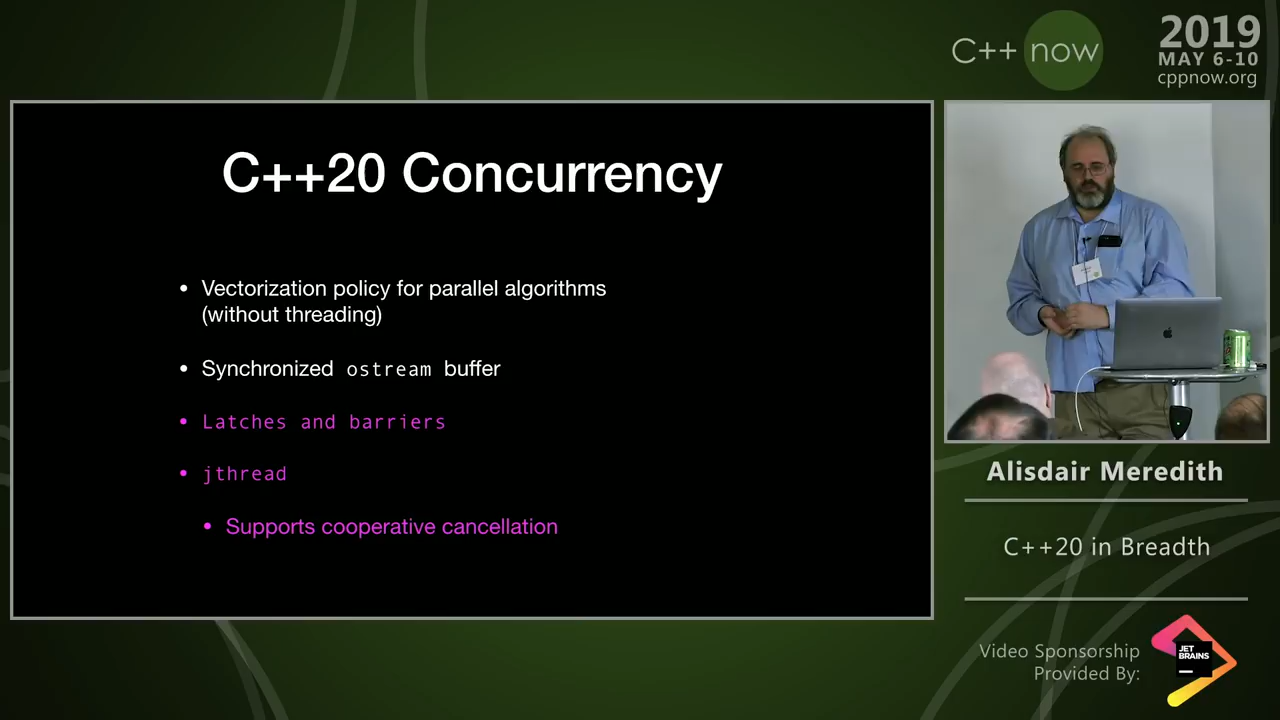 C++ now
2019
MAY 6-10
cppnow.org
C++20 Concurrency
• Vectorization policy for parallel algorithms
(without threading)
• Synchronized ostream buffer
• Latches and barriers
• jthread
• Supports cooperative cancellation
Alisdair Meredith
C++20 in Breadth
Video Sponsorship
Provided By:
JET
BRAINS